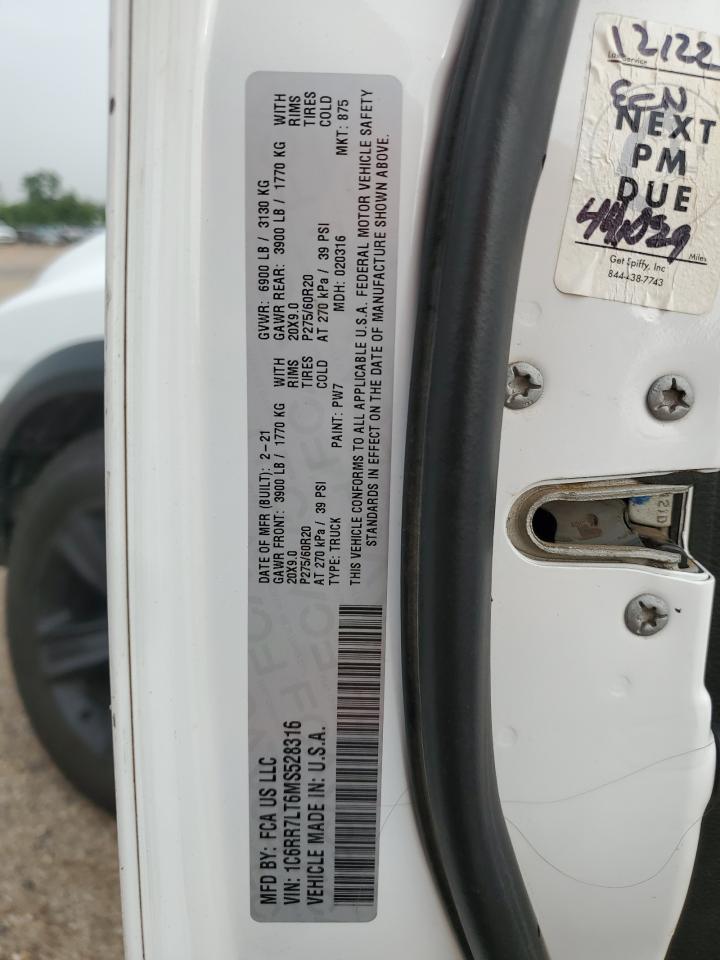 MFD BY: FCA US LLC
VIN: 1C6RR7LT6MS528316
VEHICLE MADE IN: U.S.A.
DATE OF MFR (BUILT): 2-21
GAWR FRONT: 3900 LB / 1770 KG WITH
20X9.0 RIMS
P275/60R20 TIRES
AT 270 kPa / 39 PSI COLD
TYPE: TRUCK PAINT: PW7
GVWR: 6900 LB / 3130 KG
GAWR REAR: 3900 LB / 1770 KG WITH
20X9.0 RIMS
P275/60R20 TIRES
AT 270 kPa / 39 PSI COLD
MDH: 020316 MKT: 875
THIS VEHICLE CONFORMS TO ALL APPLICABLE U.S.A. FEDERAL MOTOR VEHICLE SAFETY
STANDARDS IN EFFECT ON THE DATE OF MANUFACTURE SHOWN ABOVE.
12/22
Service
NEXT
PM
DUE
Miles
Get Spiffy, Inc
844-438-7743